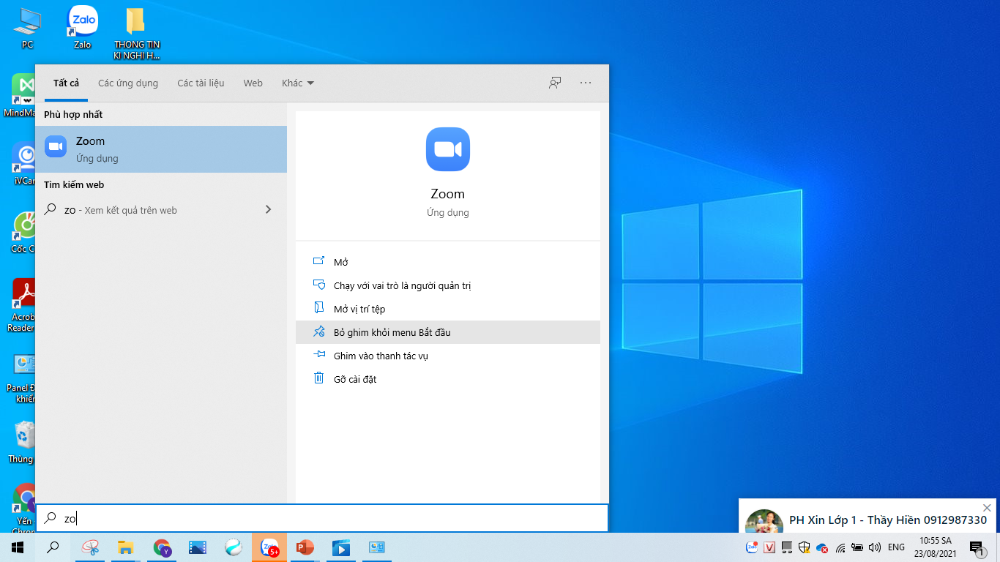 PC
Zalo
Zalo
THONG TIN
KI NGHI H...
Tất cả
Các ứng dụng
Các tài liệu
Web
Khác
Phù hợp nhất
Zoom
Ứng dụng
Tìm kiếm web
zo - Xem kết quả trên web
Zoom
Ứng dụng
Mở
Chạy với vai trò là người quản trị
Mở vị trí tệp
Bỏ ghim khỏi menu Bắt đầu
Ghim vào thanh tác vụ
Gỡ cài đặt
MindMa
iVCar
Cốc C
Acrob
Reader
Panel Đ
khiển
Thùng
Yến
Chro
zo
PH Xin Lớp 1 - Thầy Hiền 0912987330
Y
Zalo
5+
P
Zalo
V
ENG
10:55 SA
23/08/2021
1